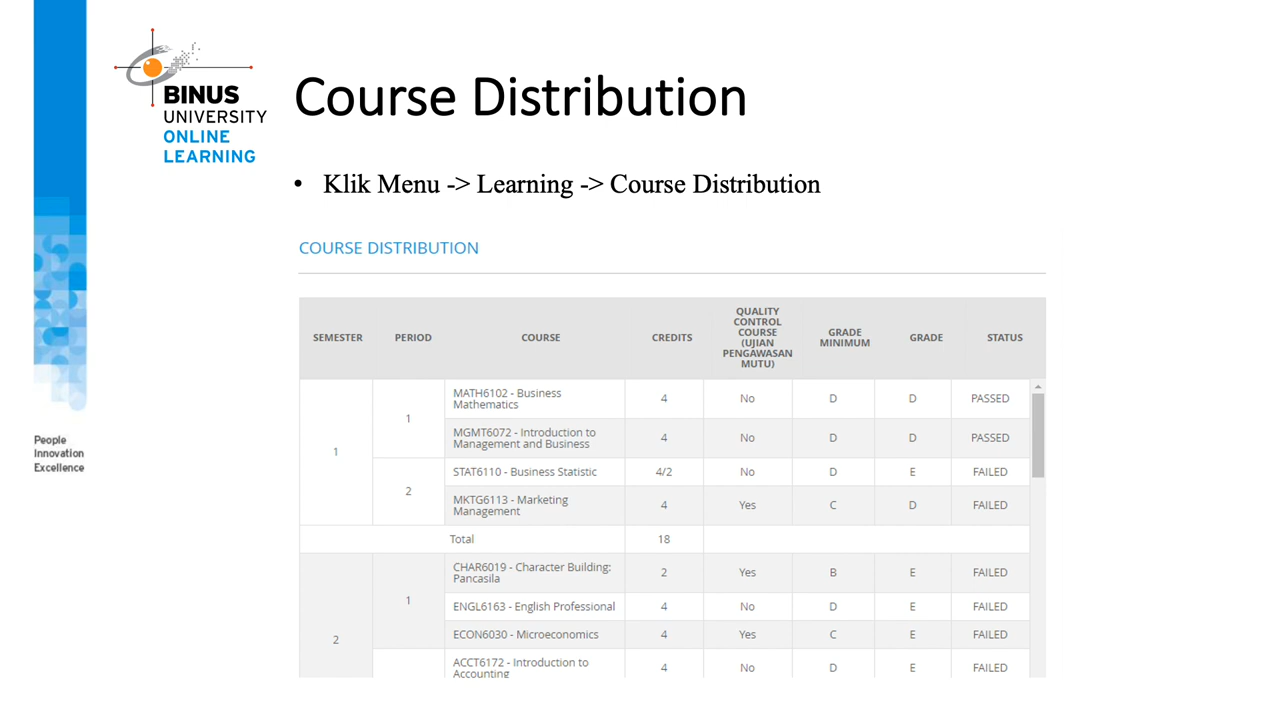 BINUS
UNIVERSITY
ONLINE
LEARNING
Course Distribution
• Klik Menu -> Learning -> Course Distribution
COURSE DISTRIBUTION
SEMESTER PERIOD COURSE CREDITS QUALITY CONTROL COURSE (UJIAN PENGAWASAN MUTU) GRADE MINIMUM GRADE STATUS
1 1 MATH6102 - Business Mathematics 4 No D D PASSED
MGMT6072 - Introduction to Management and Business 4 No D D PASSED
2 STAT6110 - Business Statistic 4/2 No D E FAILED
MKTG6113 - Marketing Management 4 Yes C D FAILED
Total 18
2 1 CHAR6019 - Character Building: Pancasila 2 Yes B E FAILED
ENGL6163 - English Professional 4 No D E FAILED
ECON6030 - Microeconomics 4 Yes C E FAILED
ACCT6172 - Introduction to Accounting 4 No D E FAILED
People
Innovation
Excellence